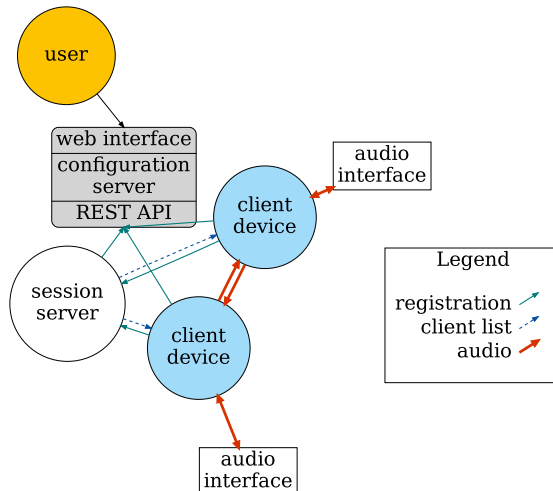 user
web interface
configuration
server
REST API
audio
interface
client
device
session
server
client
device
audio
interface
Legend
registration
client list
audio